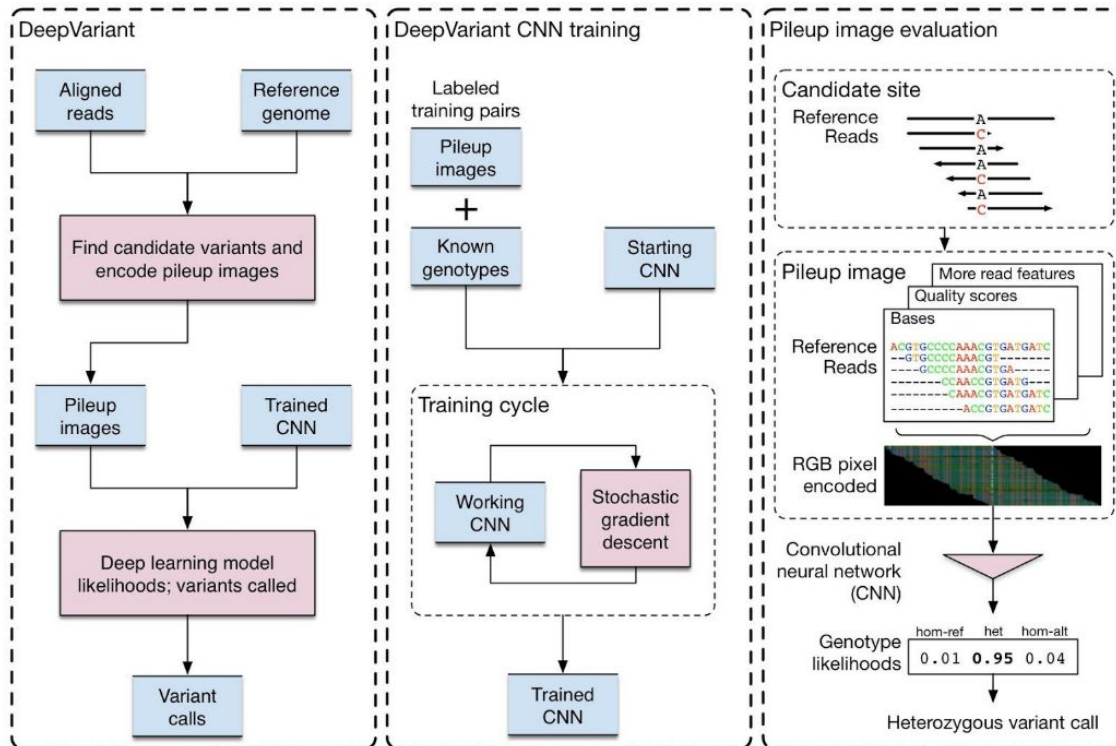 DeepVariant
Aligned
reads
Reference
genome
Find candidate variants and
encode pileup images
Pileup
images
Trained
CNN
Deep learning model
likelihoods; variants called
Variant
calls
DeepVariant CNN training
Labeled
training pairs
Pileup
images
+
Known
genotypes
Starting
CNN
Training cycle
Working
CNN
Stochastic
gradient
descent
Trained
CNN
Pileup image evaluation
Candidate site
Reference
Reads
A
C
A
A
C
A
C
Pileup image
More read features
Quality scores
Bases
Reference
Reads
ACGTGCCCCAAACGTGATGATC
--GTGCCCCAAACGT-------
----GCCCCAAACGTGA-----
-------CCAACCGTGATG---
--------CAAACGTGATGATC
----------ACCGTGATGATC
RGB pixel
encoded
Convolutional
neural network
(CNN)
Genotype
likelihoods
hom-ref het hom-alt
0.01 0.95 0.04
Heterozygous variant call